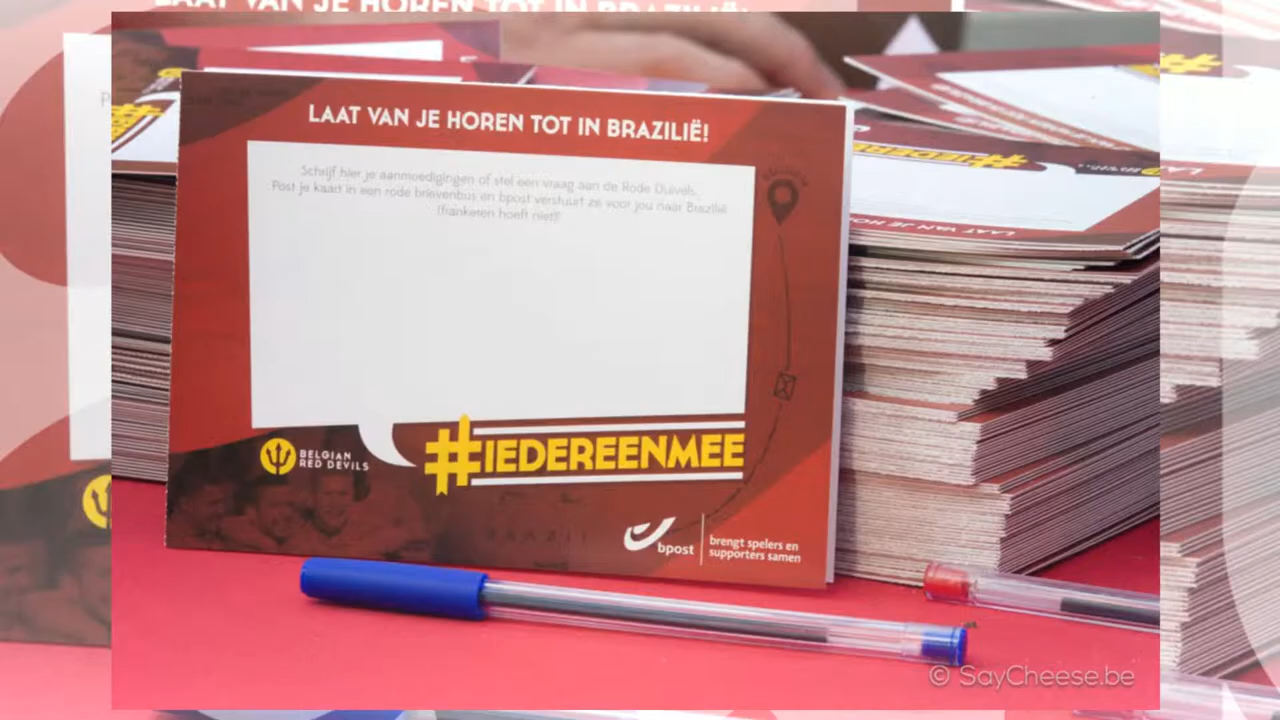 LAAT VAN JE HOREN TOT IN BRAZILIË!
Schrijf hier je aanmoedigingen of stel een vraag aan de Rode Duivels.
Post je kaart in een rode brievenbus en bpost verstuurt ze voor jou naar Brazilië
(frankeren hoeft niet)!
BELGIAN
RED DEVILS
#IEDEREENMEE
bpost
brengt spelers en
supporters samen
© SayCheese.be